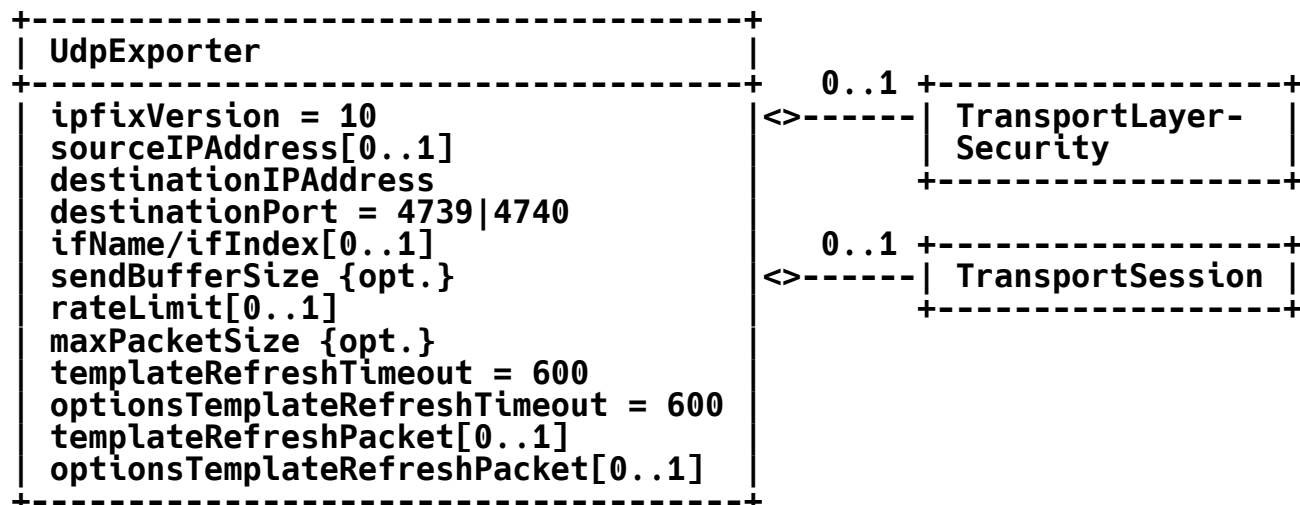 +--------------------------------------+
| UdpExporter                          |
+--------------------------------------+   0..1 +------------------+
| ipfixVersion = 10                    |<>------| TransportLayer-  |
| sourceIPAddress[0..1]                |        | Security         |
| destinationIPAddress                 |        +------------------+
| destinationPort = 4739|4740          |
| ifName/ifIndex[0..1]                 |   0..1 +------------------+
| sendBufferSize {opt.}                |<>------| TransportSession |
| rateLimit[0..1]                      |        +------------------+
| maxPacketSize {opt.}                 |
| templateRefreshTimeout = 600         |
| optionsTemplateRefreshTimeout = 600  |
| templateRefreshPacket[0..1]          |
| optionsTemplateRefreshPacket[0..1]   |
+--------------------------------------+